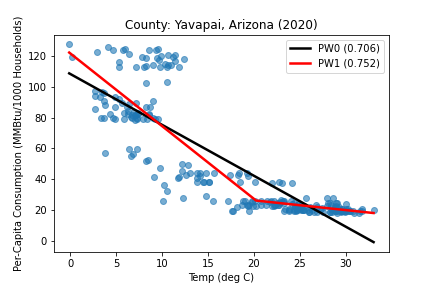 County: Yavapai, Arizona (2020)
PW0 (0.706)
PW1 (0.752)
Per-Capita Consumption (MMBtu/1000 Households)
120
100
80
60
40
20
0
0 5 10 15 20 25 30
Temp (deg C)